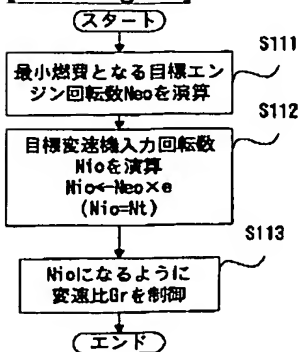 スタート
S111
最小燃費となる目標エン
ジン回転数Neoを演算
S112
目標変速機入力回転数
Nioを演算
Nio←Neo×e
(Nio=Nt)
S113
Nioになるように
変速比Grを制御
エンド